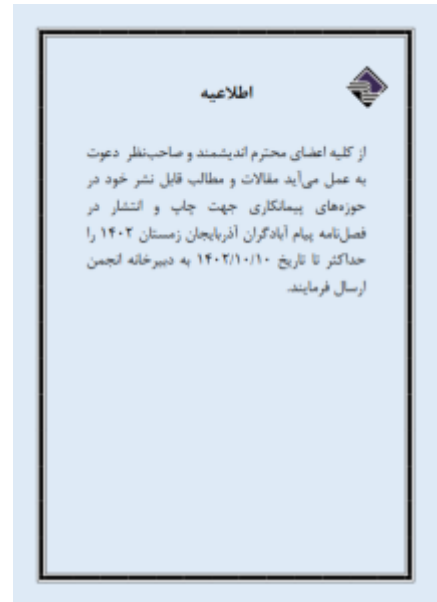 اطلاعیه
از کلیه اعضای محترم اندیشمند و صاحب‌نظر دعوت
به عمل می‌آید مقالات و مطالب قابل نشر خود در
حوزه‌های پیمانکاری جهت چاپ و انتشار در
فصل‌نامه پیام آبادگران آذربایجان زمستان ۱۴۰۲ را
حداکثر تا تاریخ ۱۴۰۲/۱۰/۱۰ به دبیرخانه انجمن
ارسال فرمایند.